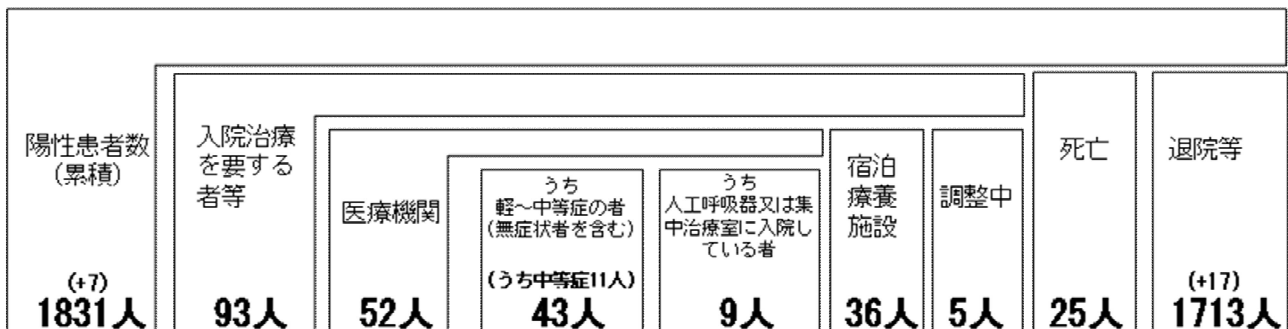 陽性患者数
(累積)
(+7)
1831人
入院治療
を要する
者等
93人
医療機関
52人
うち
軽~中等症の者
(無症状者を含む)
(うち中等症11人)
43人
うち
人工呼吸器又は集
中治療室に入院し
ている者
9人
宿泊
療養
施設
36人
調整中
5人
死亡
25人
退院等
(+17)
1713人